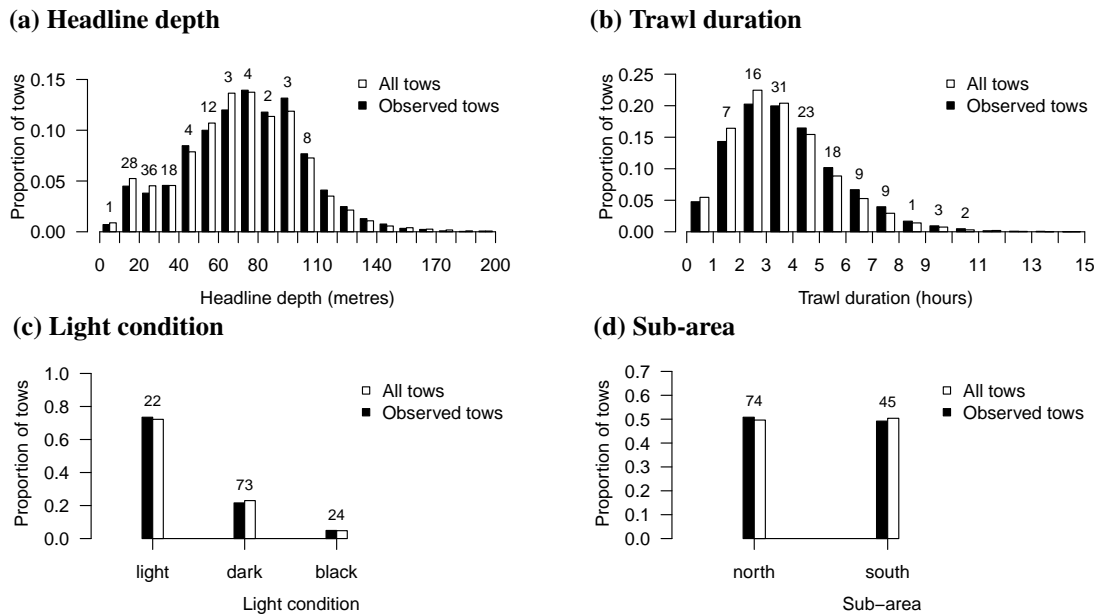 (a) Headline depth
Proportion of tows
0.00
0.05
0.10
0.15
1 28 36 18 4 12 3 4 2 3 8
All tows
Observed tows
0 20 40 60 80 110 140 170 200
Headline depth (metres)
(b) Trawl duration
Proportion of tows
0.00
0.05
0.10
0.15
0.20
0.25
7 16 31 23 18 9 9 1 3 2
All tows
Observed tows
0 1 2 3 4 5 6 7 8 9 11 13 15
Trawl duration (hours)
(c) Light condition
Proportion of tows
0.0
0.2
0.4
0.6
0.8
1.0
22 73 24
All tows
Observed tows
light dark black
Light condition
(d) Sub-area
Proportion of tows
0.0
0.1
0.2
0.3
0.4
0.5
0.6
0.7
74 45
All tows
Observed tows
north south
Sub−area